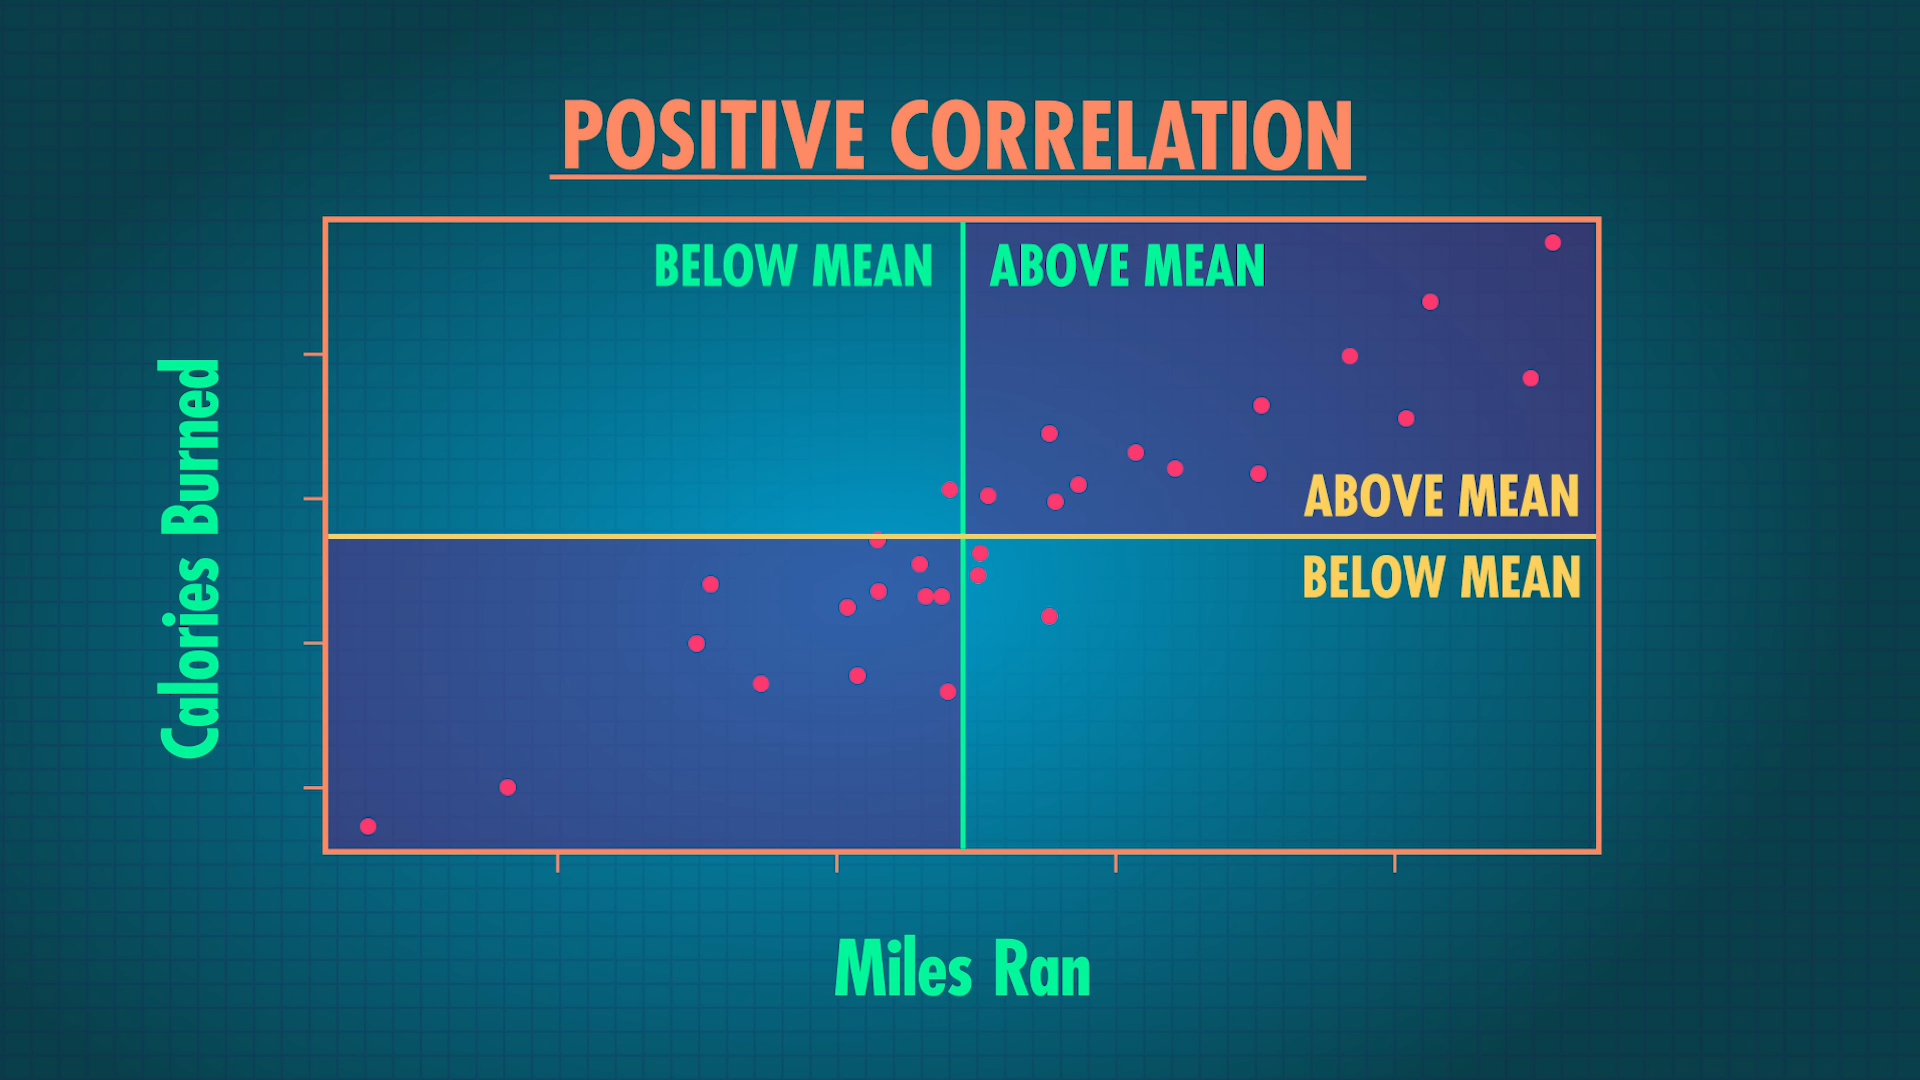 POSITIVE CORRELATION
BELOW MEAN
ABOVE MEAN
Calories Burned
ABOVE MEAN
BELOW MEAN
Miles Ran